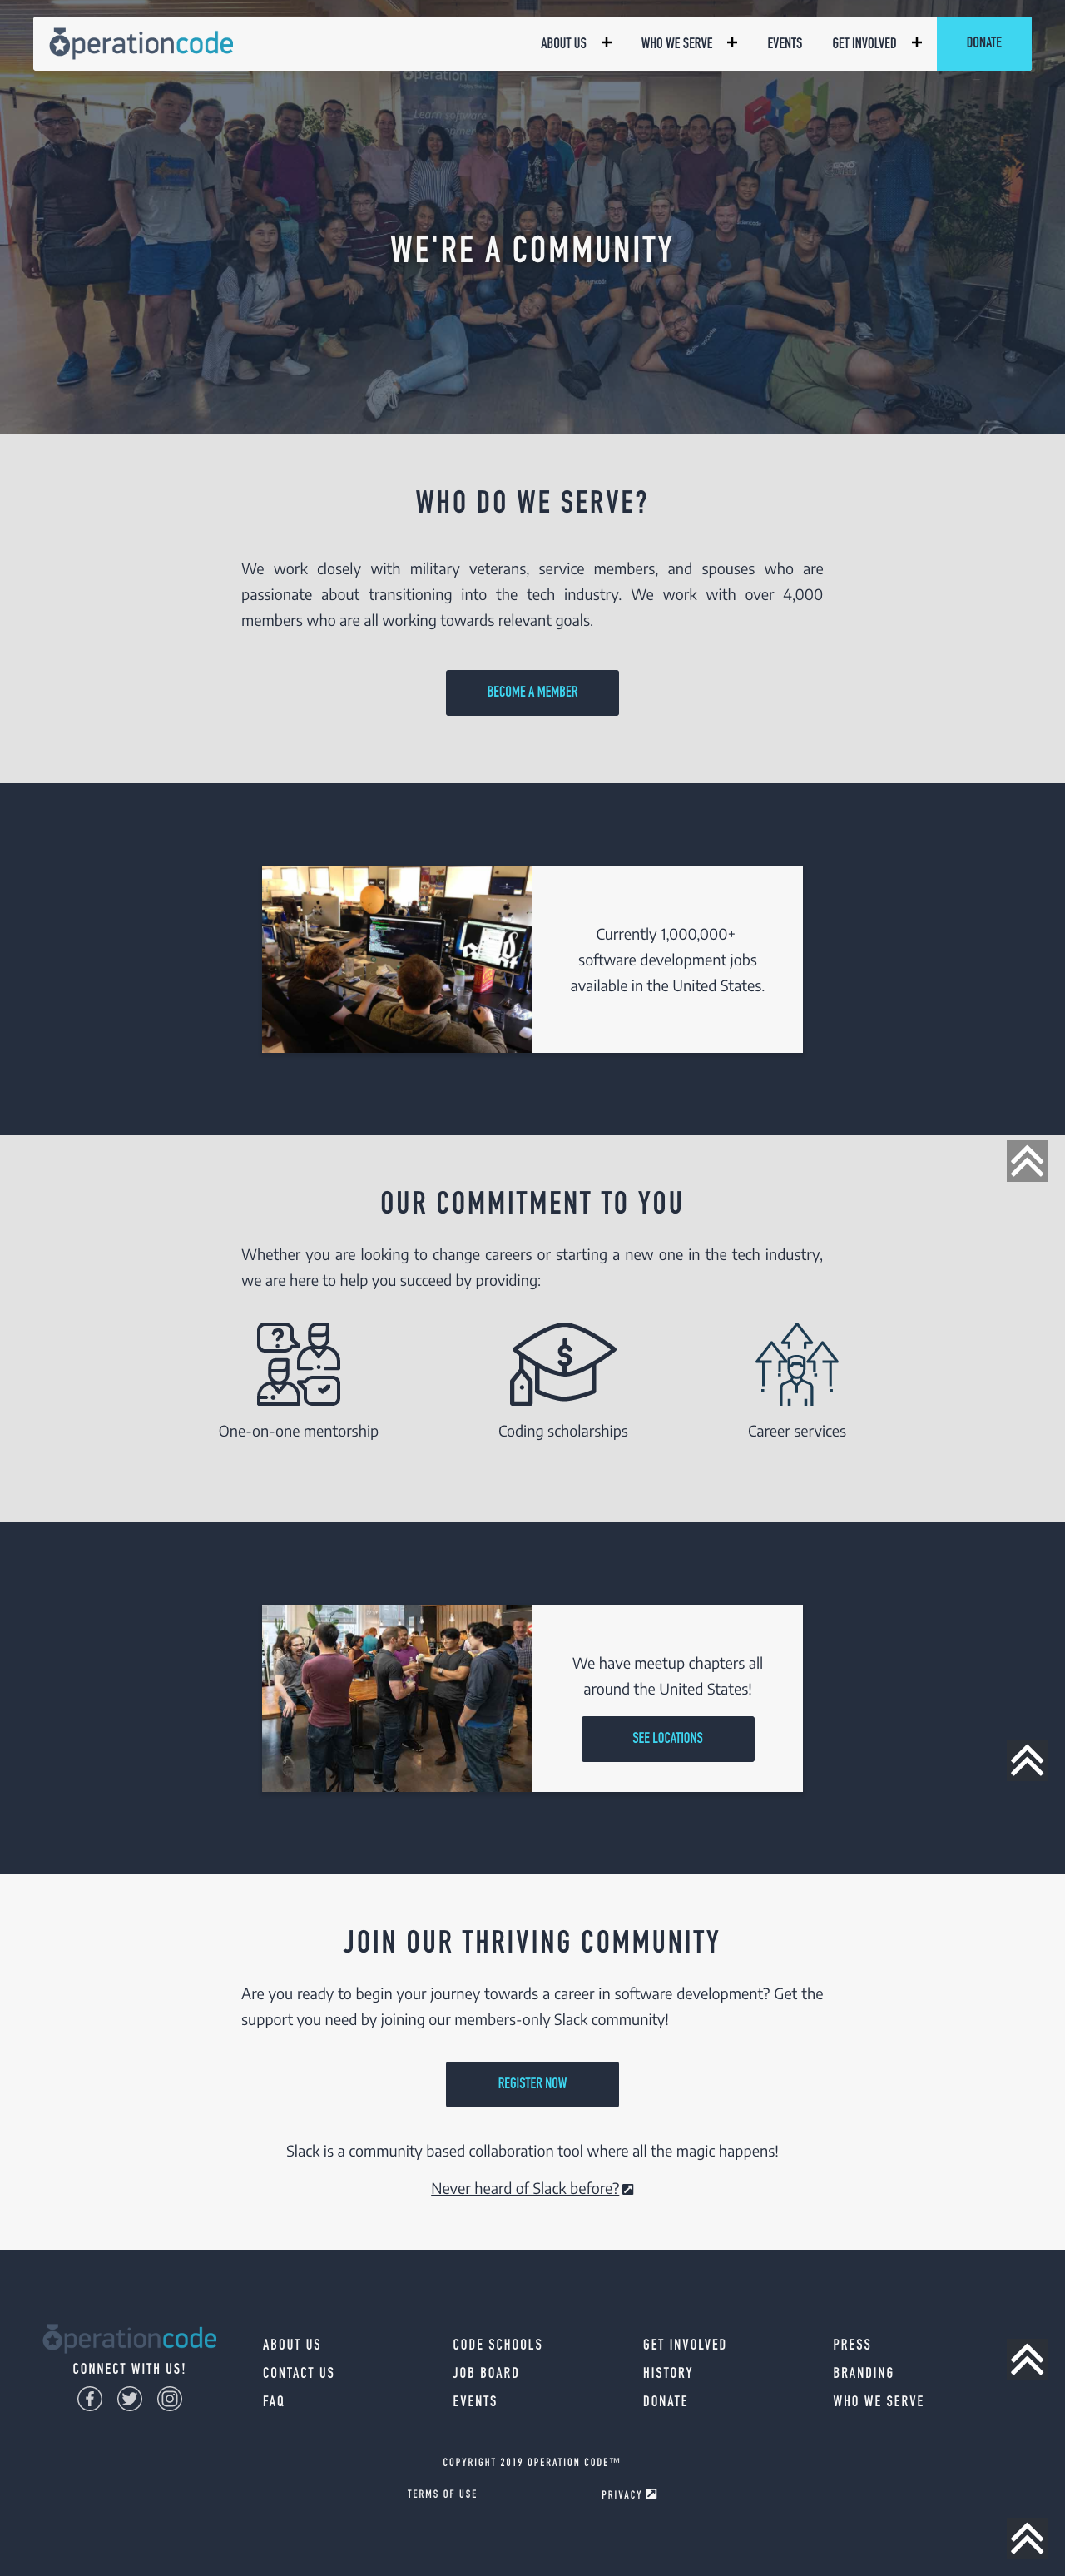 operationcode
ABOUT US
WHO WE SERVE
EVENTS
GET INVOLVED
DONATE
operationcode
Learn software
WE'RE A COMMUNITY
WHO DO WE SERVE?
We work closely with military veterans, service members, and spouses who are
passionate about transitioning into the tech industry. We work with over 4,000
members who are all working towards relevant goals.
BECOME A MEMBER
Currently 1,000,000+
software development jobs
available in the United States.
OUR COMMITMENT TO YOU
Whether you are looking to change careers or starting a new one in the tech industry,
we are here to help you succeed by providing:
One-on-one mentorship
Coding scholarships
Career services
We have meetup chapters all
around the United States!
SEE LOCATIONS
JOIN OUR THRIVING COMMUNITY
Are you ready to begin your journey towards a career in software development? Get the
support you need by joining our members-only Slack community!
REGISTER NOW
Slack is a community based collaboration tool where all the magic happens!
Never heard of Slack before?
operationcode
CONNECT WITH US!
ABOUT US
CONTACT US
FAQ
CODE SCHOOLS
JOB BOARD
EVENTS
GET INVOLVED
HISTORY
DONATE
PRESS
BRANDING
WHO WE SERVE
COPYRIGHT 2019 OPERATION CODE™
TERMS OF USE
PRIVACY